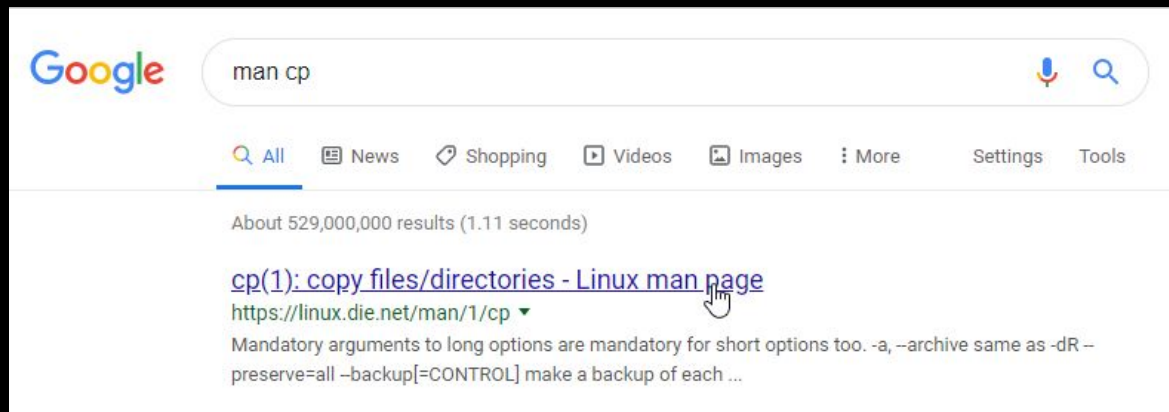 Google man cp
All News Shopping Videos Images More Settings Tools
About 529,000,000 results (1.11 seconds)
cp(1): copy files/directories - Linux man page
https://linux.die.net/man/1/cp
Mandatory arguments to long options are mandatory for short options too. -a, --archive same as -dR --
preserve=all --backup[=CONTROL] make a backup of each ...